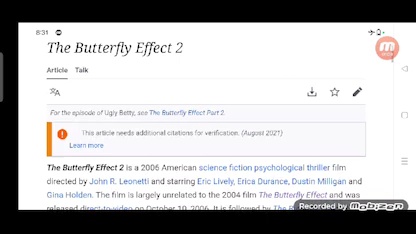 8:31
The Butterfly Effect 2
Article Talk
For the episode of Ugly Betty, see The Butterfly Effect Part 2.
This article needs additional citations for verification. (August 2021)
Learn more
The Butterfly Effect 2 is a 2006 American science fiction psychological thriller film
directed by John R. Leonetti and starring Eric Lively, Erica Durance, Dustin Milligan and
Gina Holden. The film is largely unrelated to the 2004 film The Butterfly Effect and was
released direct-to-video on October 10, 2006. It is followed by The
Recorded by mobizen